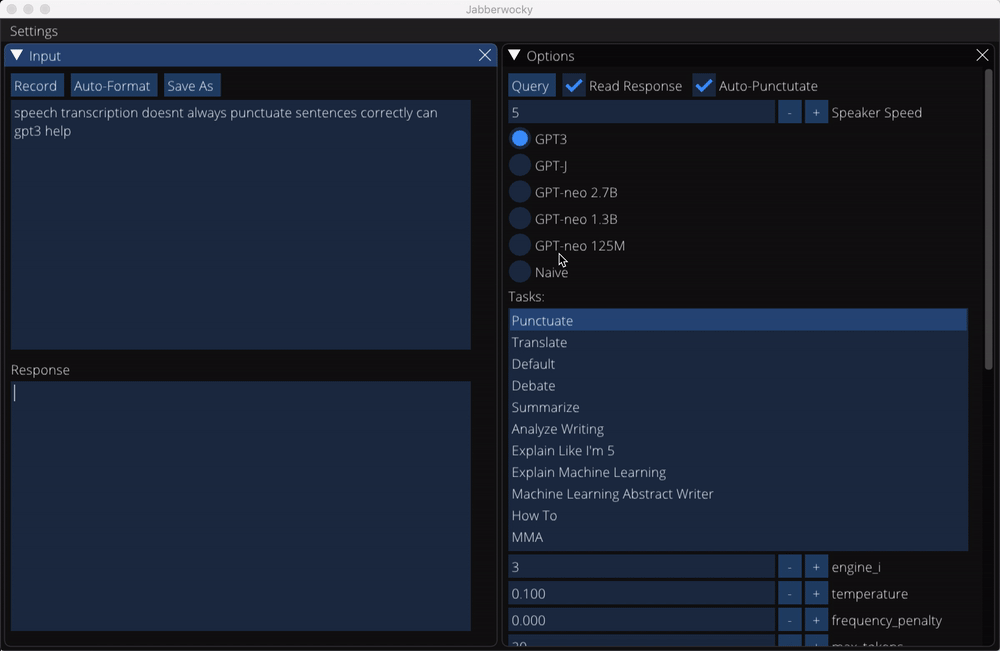 Jabberwocky
Settings
Input
Record Auto-Format Save As
speech transcription doesnt always punctuate sentences correctly can
gpt3 help
Response
Options
Query Read Response Auto-Punctutate
5 - + Speaker Speed
GPT3
GPT-J
GPT-neo 2.7B
GPT-neo 1.3B
GPT-neo 125M
Naive
Tasks:
Punctuate
Translate
Default
Debate
Summarize
Analyze Writing
Explain Like I'm 5
Explain Machine Learning
Machine Learning Abstract Writer
How To
MMA
3 - + engine_i
0.100 - + temperature
0.000 - + frequency_penalty